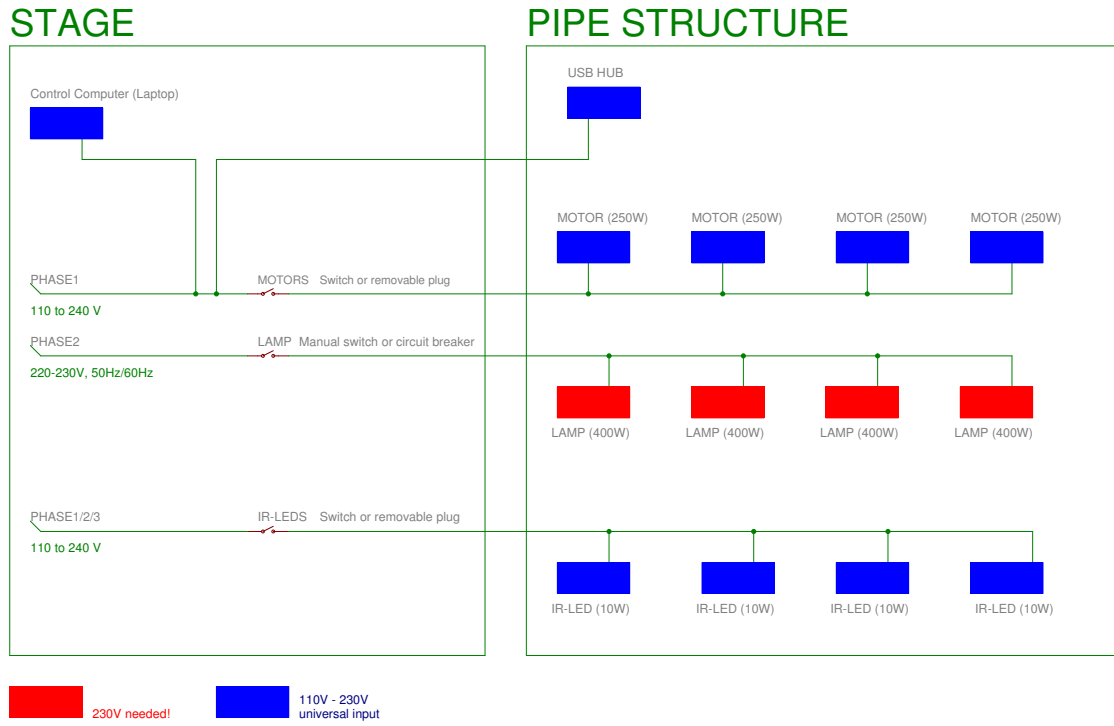 STAGE
PIPE STRUCTURE
Control Computer (Laptop)
USB HUB
MOTOR (250W) MOTOR (250W) MOTOR (250W) MOTOR (250W)
PHASE1
MOTORS Switch or removable plug
110 to 240 V
PHASE2
LAMP Manual switch or circuit breaker
220-230V, 50Hz/60Hz
LAMP (400W) LAMP (400W) LAMP (400W) LAMP (400W)
PHASE1/2/3
IR-LEDS Switch or removable plug
110 to 240 V
IR-LED (10W) IR-LED (10W) IR-LED (10W) IR-LED (10W)
230V needed!
110V - 230V
universal input